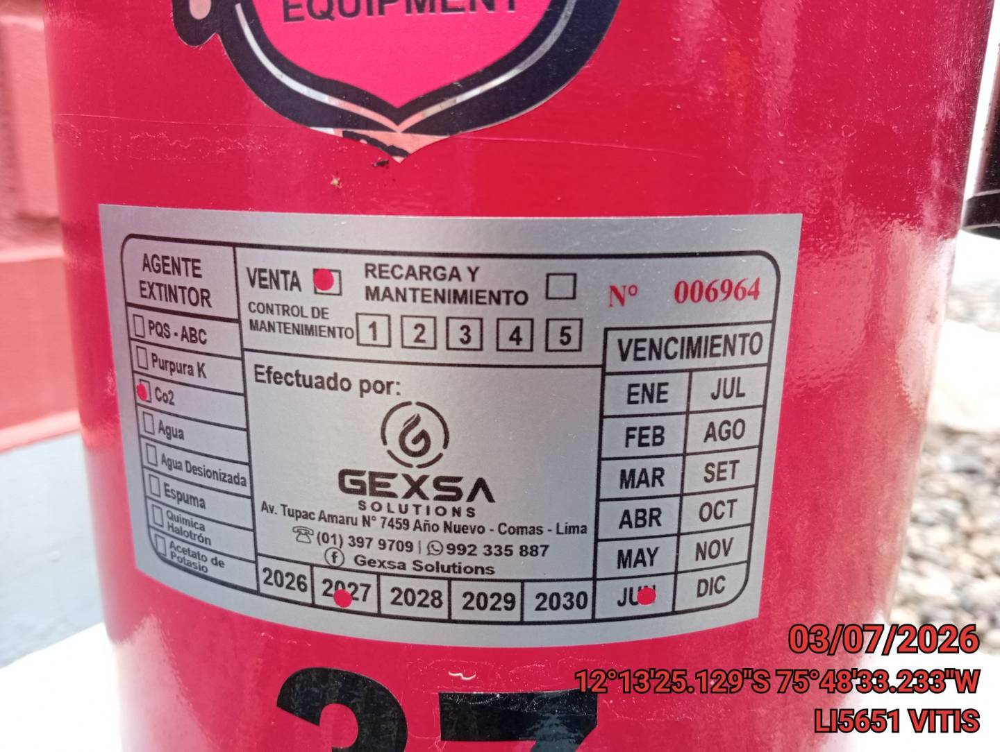 EQUIPMENT
AGENTE
EXTINTOR
PQS - ABC
Purpura K
Co2
Agua
Agua Desionizada
Espuma
Quimica
Halotrón
Acetato de
Potasio
VENTA
RECARGA Y
MANTENIMIENTO
CONTROL DE
MANTENIMIENTO 1 2 3 4 5
N° 006964
Efectuado por:
GEXSA
SOLUTIONS
Av. Tupac Amaru N° 7459 Año Nuevo - Comas - Lima
(01) 397 9709 | 992 335 887
Gexsa Solutions
2026 2027 2028 2029 2030
VENCIMIENTO
ENE JUL
FEB AGO
MAR SET
ABR OCT
MAY NOV
JUN DIC
37
03/07/2026
12°13'25.129"S 75°48'33.233"W
LI5651 VITIS